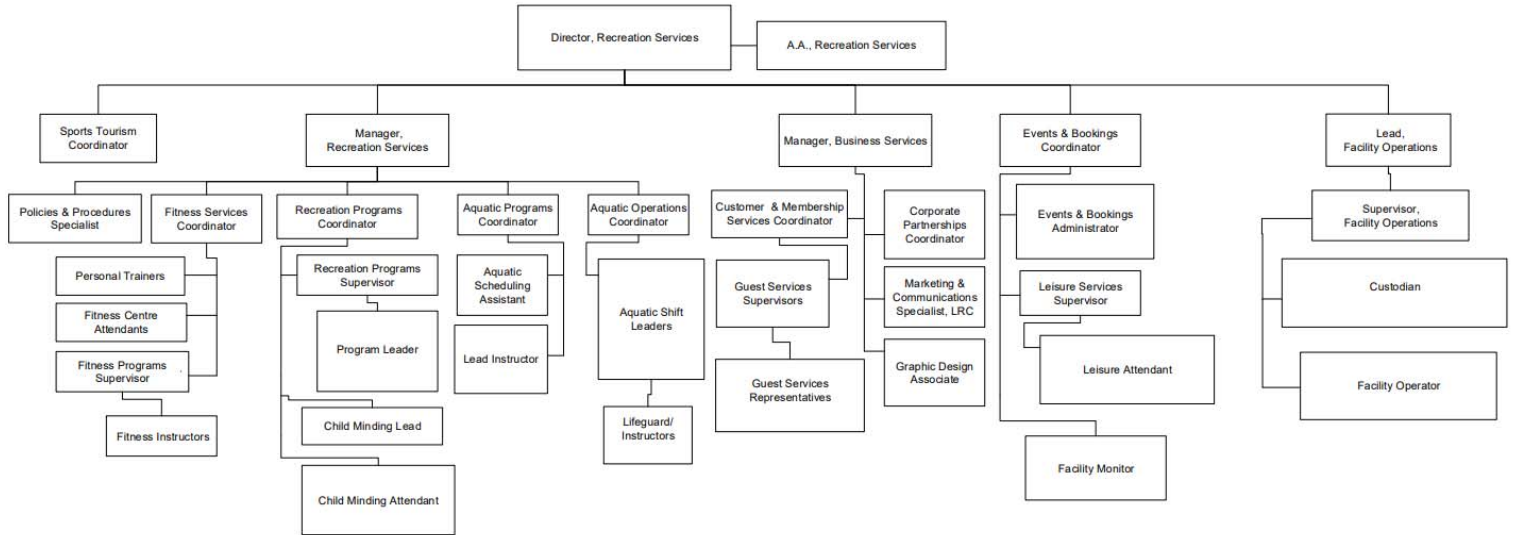 Director, Recreation Services
A.A., Recreation Services
Sports Tourism
Coordinator
Manager,
Recreation Services
Manager, Business Services
Events & Bookings
Coordinator
Lead,
Facility Operations
Policies & Procedures
Specialist
Fitness Services
Coordinator
Recreation Programs
Coordinator
Aquatic Programs
Coordinator
Aquatic Operations
Coordinator
Customer & Membership
Services Coordinator
Corporate
Partnerships
Coordinator
Events & Bookings
Administrator
Supervisor,
Facility Operations
Personal Trainers
Recreation Programs
Supervisor
Aquatic
Scheduling
Assistant
Aquatic Shift
Leaders
Guest Services
Supervisors
Marketing &
Communications
Specialist, LRC
Leisure Services
Supervisor
Custodian
Fitness Centre
Attendants
Program Leader
Lead Instructor
Fitness Programs
Supervisor
Guest Services
Representatives
Graphic Design
Associate
Leisure Attendant
Facility Operator
Fitness Instructors
Child Minding Lead
Lifeguard/
Instructors
Facility Monitor
Child Minding Attendant